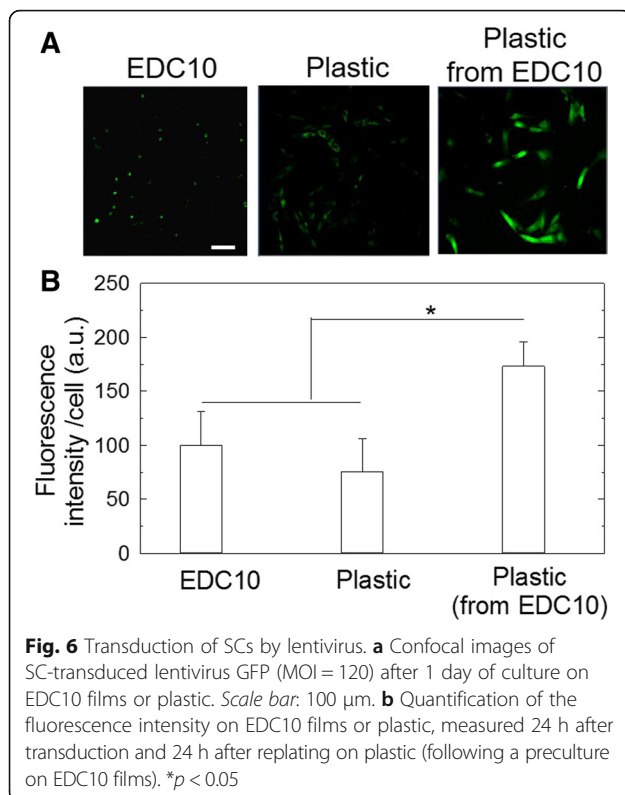 A
EDC10
Plastic
Plastic
from EDC10
B
250
200
150
100
50
0
Fluorescence
intensity /cell (a.u.)
*
EDC10
Plastic
Plastic
(from EDC10)
Fig. 6 Transduction of SCs by lentivirus. a Confocal images of
SC-transduced lentivirus GFP (MOI = 120) after 1 day of culture on
EDC10 films or plastic. Scale bar: 100 μm. b Quantification of the
fluorescence intensity on EDC10 films or plastic, measured 24 h after
transduction and 24 h after replating on plastic (following a preculture
on EDC10 films). *p < 0.05